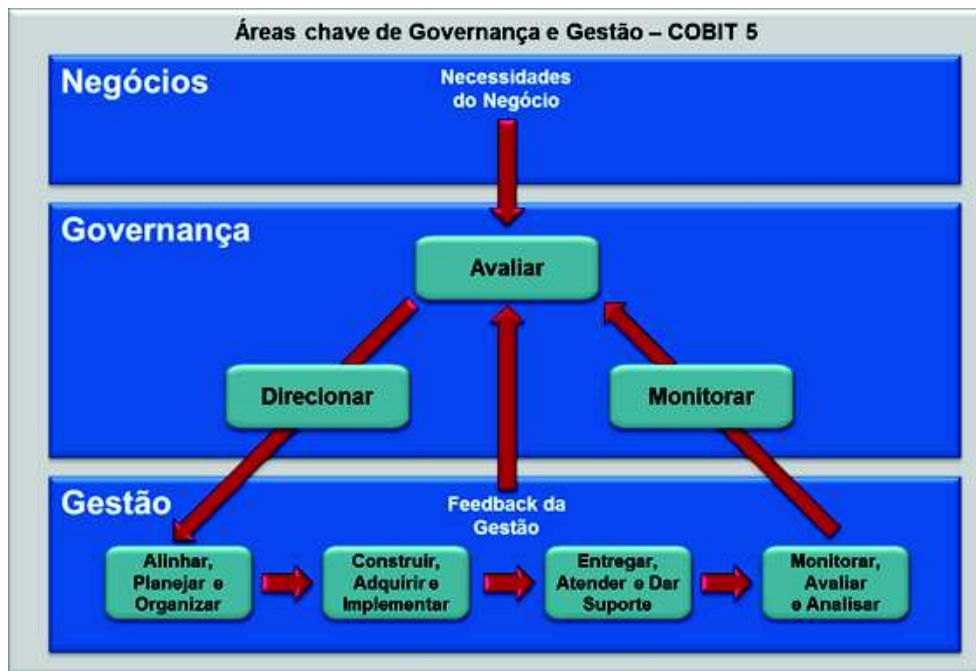 Áreas chave de Governança e Gestão – COBIT 5
Negócios
Necessidades
do Negócio
Governança
Avaliar
Direcionar
Monitorar
Gestão
Feedback da
Gestão
Alinhar,
Planejar e
Organizar
Construir,
Adquirir e
Implementar
Entregar,
Atender e Dar
Suporte
Monitorar,
Avaliar
e Analisar